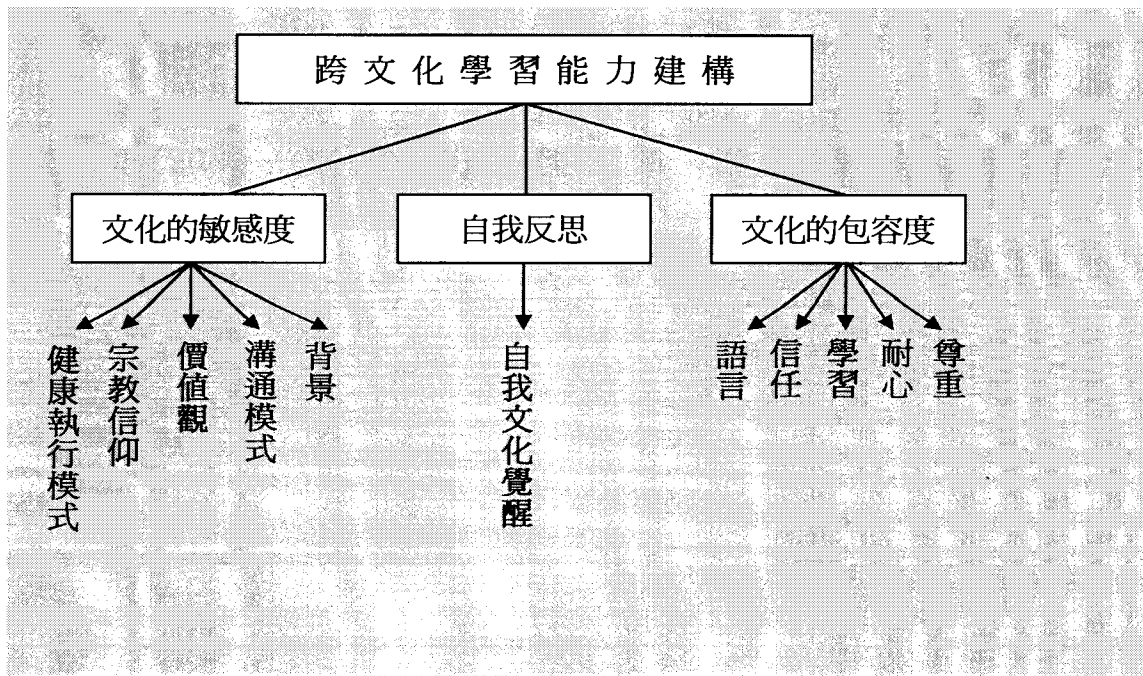 跨文化學習能力建構
文化的敏感度
自我反思
文化的包容度
健康執行模式
宗教信仰
價值觀
溝通模式
背景
自我文化覺醒
語言
信任
學習
耐心
尊重